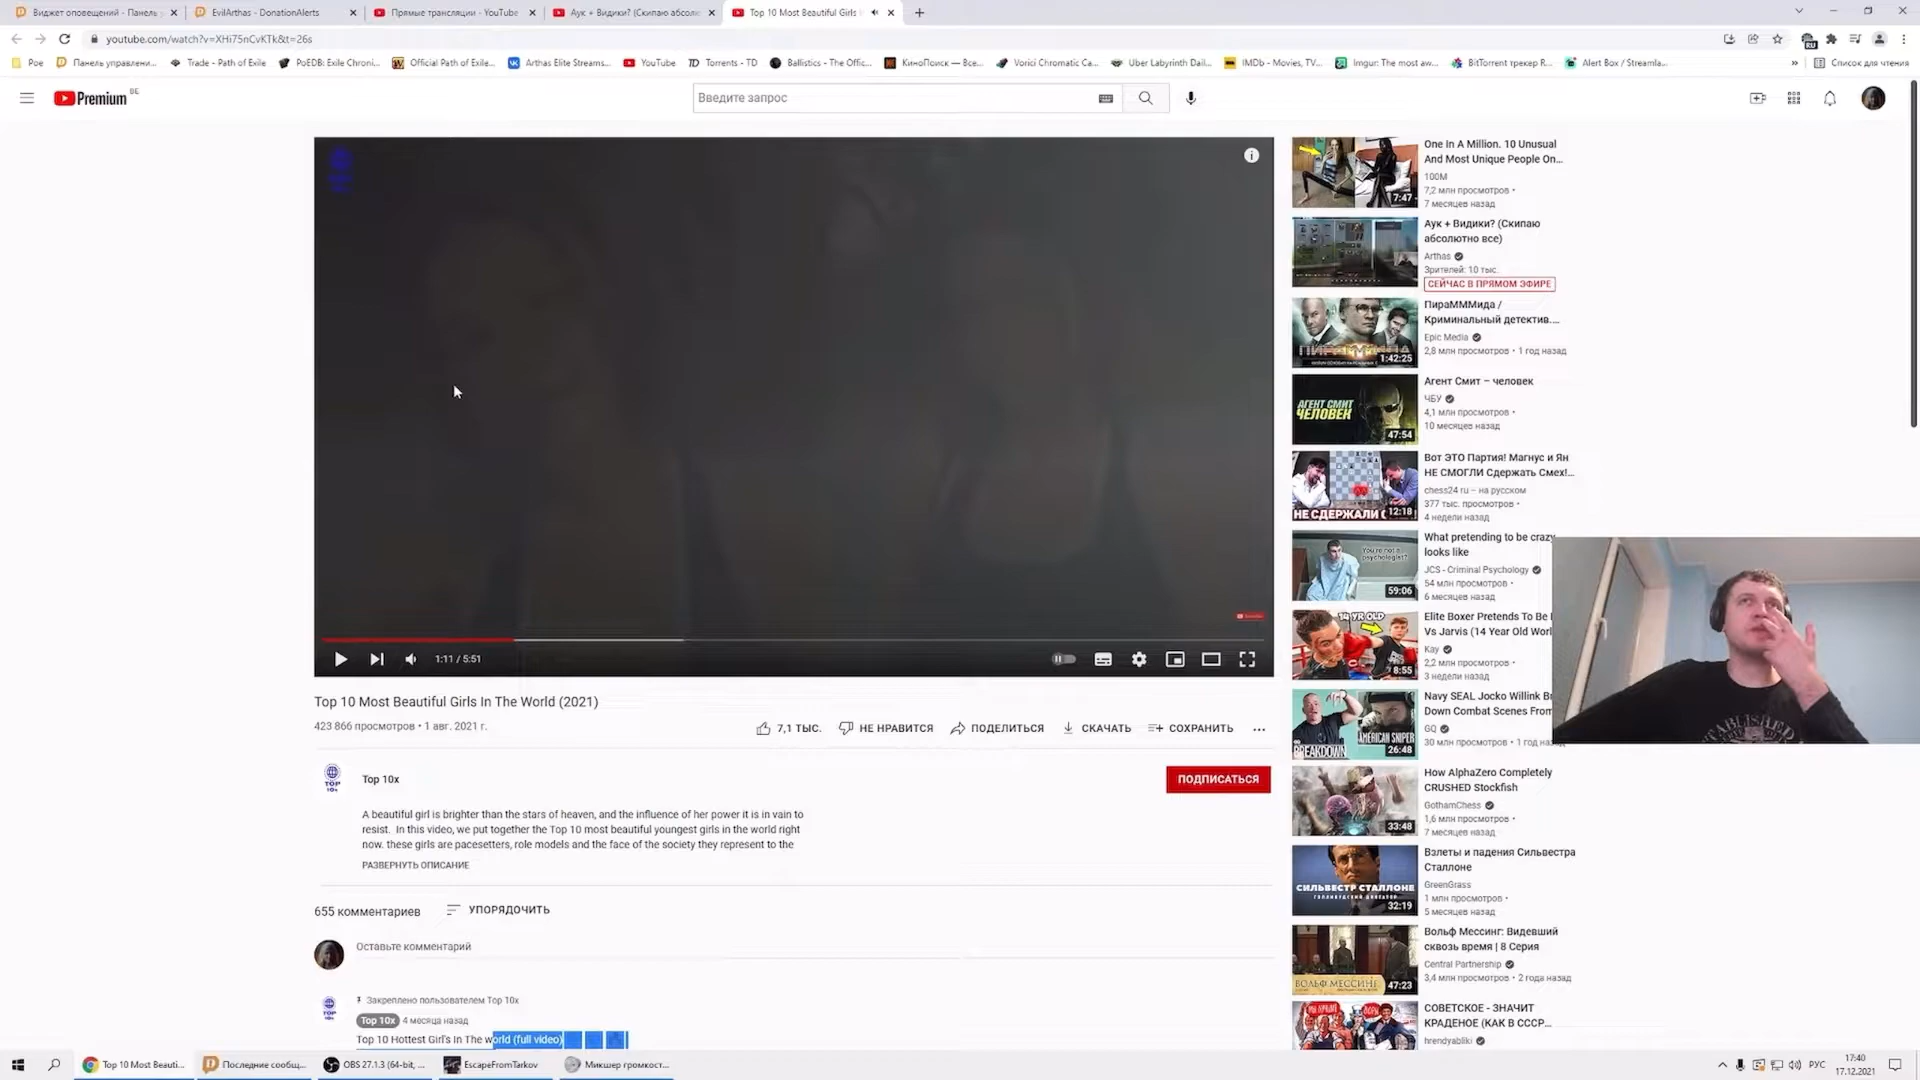 Виджет оповещений - Панель
EvilArthas - DonationAlerts
Прямые трансляции - YouTube
Аук + Видики? (Скипаю абсолю
Top 10 Most Beautiful Girls I
youtube.com/watch?v=XHi75nCvKTk&t=26s
Poe
Панель управлени...
Trade - Path of Exile
PoEDB: Exile Chroni...
Official Path of Exile...
Arthas Elite Streams...
YouTube
Torrents - TD
Ballistics - The Offic...
КиноПоиск — Все...
Vorici Chromatic Ca...
Uber Labyrinth Dail...
IMDb - Movies, TV...
Imgur: The most aw...
BitTorrent трекер R...
Alert Box / Streamla...
Список для чтения
Premium
Введите запрос
1:11 / 5:51
Top 10 Most Beautiful Girls In The World (2021)
423 866 просмотров • 1 авг. 2021 г.
7,1 ТЫС.
НЕ НРАВИТСЯ
ПОДЕЛИТЬСЯ
СКАЧАТЬ
СОХРАНИТЬ
TOP
Top 10x
ПОДПИСАТЬСЯ
A beautiful girl is brighter than the stars of heaven, and the influence of her power it is in vain to
resist. In this video, we put together the Top 10 most beautiful youngest girls in the world right
now. these girls are pacesetters, role models and the face of the society they represent to the
РАЗВЕРНУТЬ ОПИСАНИЕ
655 комментариев
УПОРЯДОЧИТЬ
Оставьте комментарий
Закреплено пользователем Top 10x
Top 10x
4 месяца назад
Top 10 Hottest Girl's In The world (full video)
One In A Million. 10 Unusual
And Most Unique People On...
100M
7,2 млн просмотров •
7 месяцев назад
7:47
Аук + Видики? (Скипаю
абсолютно все)
Arthas
Зрителей: 10 тыс.
СЕЙЧАС В ПРЯМОМ ЭФИРЕ
ПираМММида /
Криминальный детектив....
Epic Media
2,8 млн просмотров • 1 год назад
1:42:25
Агент Смит – человек
ЧБУ
4,1 млн просмотров •
10 месяцев назад
АГЕНТ СМИТ
ЧЕЛОВЕК
47:54
Вот ЭТО Партия! Магнус и Ян
НЕ СМОГЛИ Сдержать Смех!...
chess24 ru – на русском
377 тыс. просмотров •
4 недели назад
НЕ СДЕРЖАЛИ
12:18
What pretending to be crazy
looks like
JCS - Criminal Psychology
54 млн просмотров •
6 месяцев назад
You're not a
psychologist?
59:06
Elite Boxer Pretends To Be
Vs Jarvis (14 Year Old Worl
Kay
2,2 млн просмотров •
3 недели назад
14 YR OLD
8:55
Navy SEAL Jocko Willink B
Down Combat Scenes From
GQ
30 млн просмотров • 1 год
AMERICAN SNIPER
BREAKDOWN
26:48
How AlphaZero Completely
CRUSHED Stockfish
GothamChess
1,6 млн просмотров •
7 месяцев назад
33:48
Взлеты и падения Сильвестра
Сталлоне
GreenGrass
1 млн просмотров •
5 месяцев назад
СИЛЬВЕСТР СТАЛЛОНЕ
32:19
Вольф Мессинг: Видевший
сквозь время | 8 Серия
Central Partnership
3,4 млн просмотров • 2 года назад
ВОЛЬФ МЕССИНГ
47:23
СОВЕТСКОЕ - ЗНАЧИТ
КРАДЕНОЕ (КАК В СССР...
hrendyabliki
ESTABLISHED
Top 10 Most Beauti...
Последние сообщ...
OBS 27.1.3 (64-bit, ...
EscapeFromTarkov
Микшер громкост...
РУС
17:40
17.12.2021